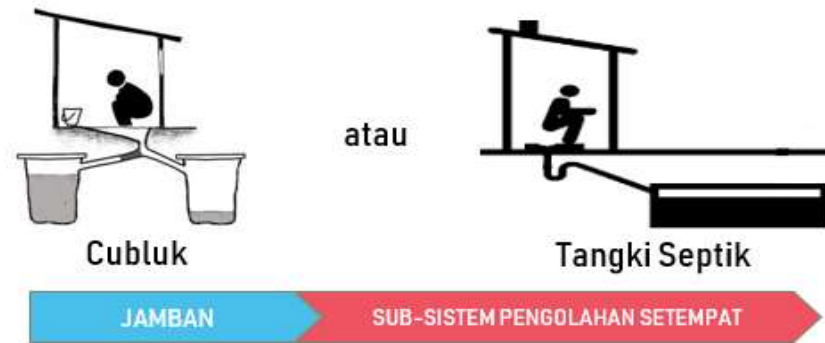 atau
Cubluk
Tangki Septik
JAMBAN
SUB-SISTEM PENGOLAHAN SETEMPAT